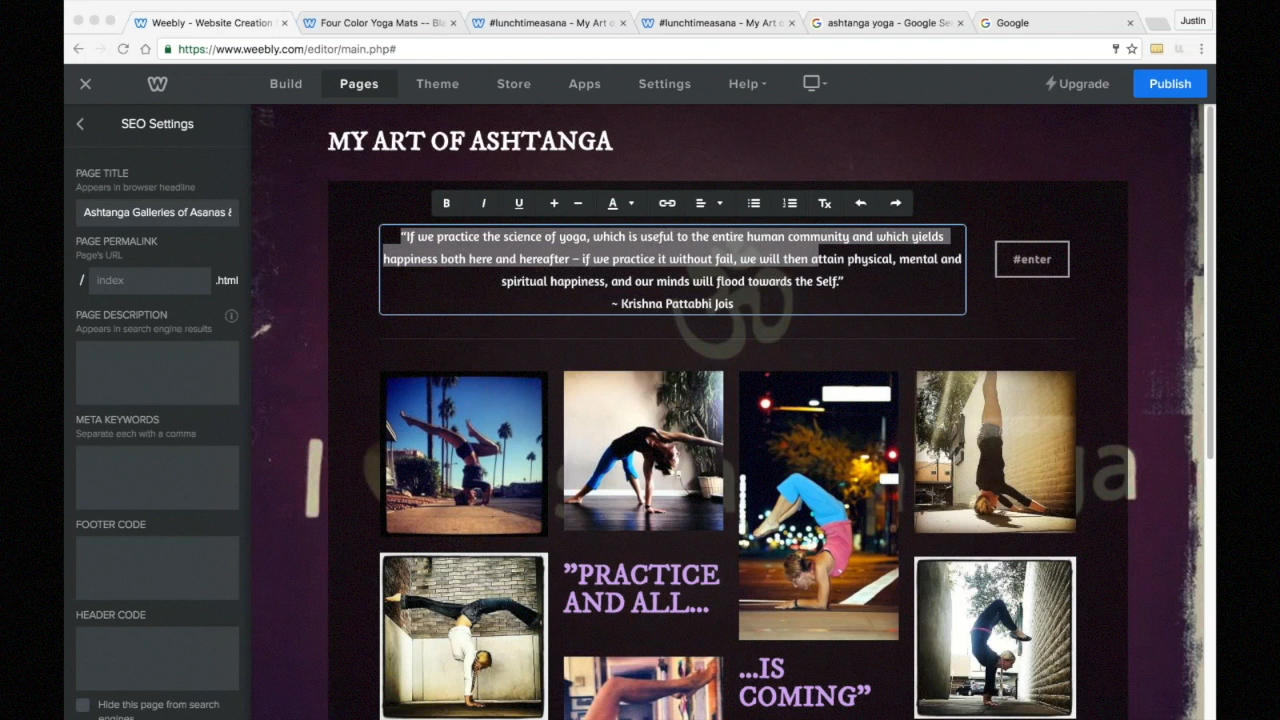 Weebly - Website Creation
Four Color Yoga Mats -- Bla
#lunchtimeasana - My Art o
#lunchtimeasana - My Art o
ashtanga yoga - Google Se
Google
Justin
https://www.weebly.com/editor/main.php#
Build
Pages
Theme
Store
Apps
Settings
Help
Upgrade
Publish
SEO Settings
PAGE TITLE
Appears in browser headline
Ashtanga Galleries of Asanas &
PAGE PERMALINK
Page's URL
/ index .html
PAGE DESCRIPTION
Appears in search engine results
META KEYWORDS
Separate each with a comma
FOOTER CODE
HEADER CODE
Hide this page from search
engines
MY ART OF ASHTANGA
B I U + − A Tx
“If we practice the science of yoga, which is useful to the entire human community and which yields
happiness both here and hereafter – if we practice it without fail, we will then attain physical, mental and
spiritual happiness, and our minds will flood towards the Self.”
~ Krishna Pattabhi Jois
#enter
”PRACTICE
AND ALL...
...IS
COMING”